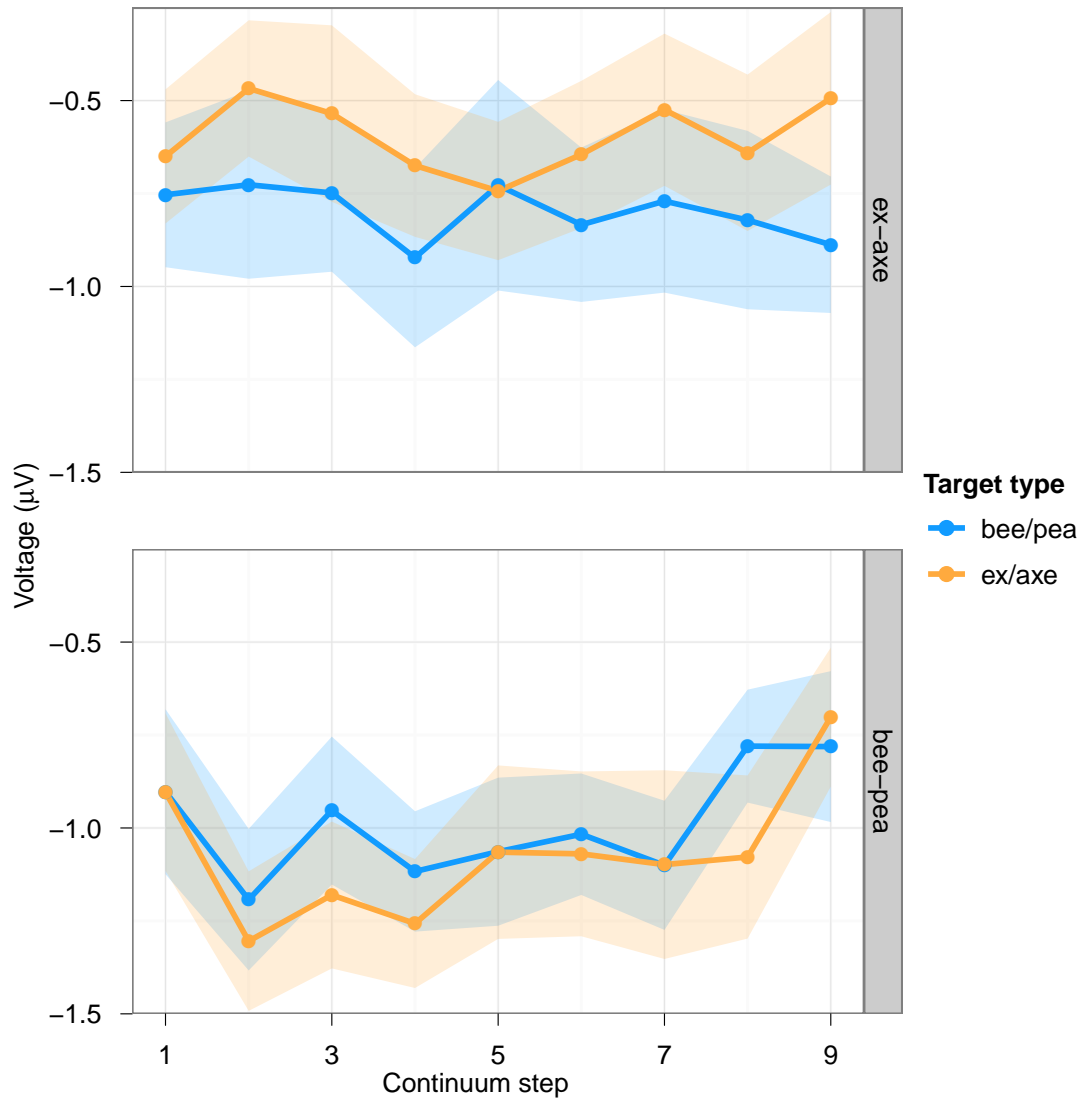 −0.5
−1.0
−1.5
ex−axe
Voltage (μV)
Target type
bee/pea
ex/axe
−0.5
−1.0
−1.5
bee−pea
1 3 5 7 9
Continuum step